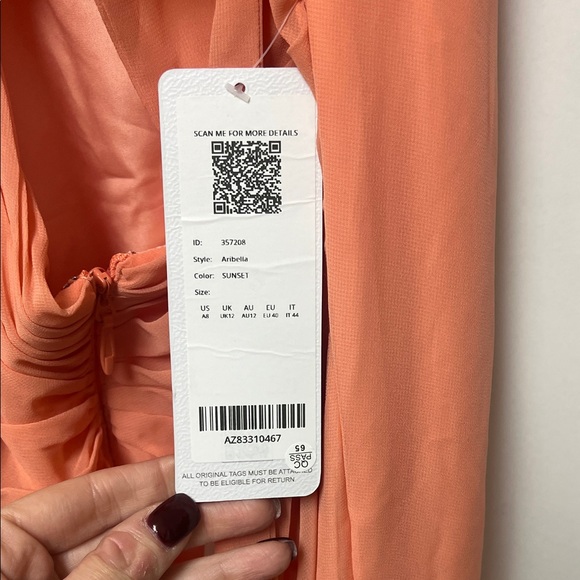 SCAN ME FOR MORE DETAILS
ID: 357208
Style: Aribella
Color: SUNSET
Size:
US UK AU EU IT
A8 UK12 AU12 EU 40 IT 44
AZ83310467
QC
PASS
65
ALL ORIGINAL TAGS MUST BE ATTACHED
TO BE ELIGIBLE FOR RETURN